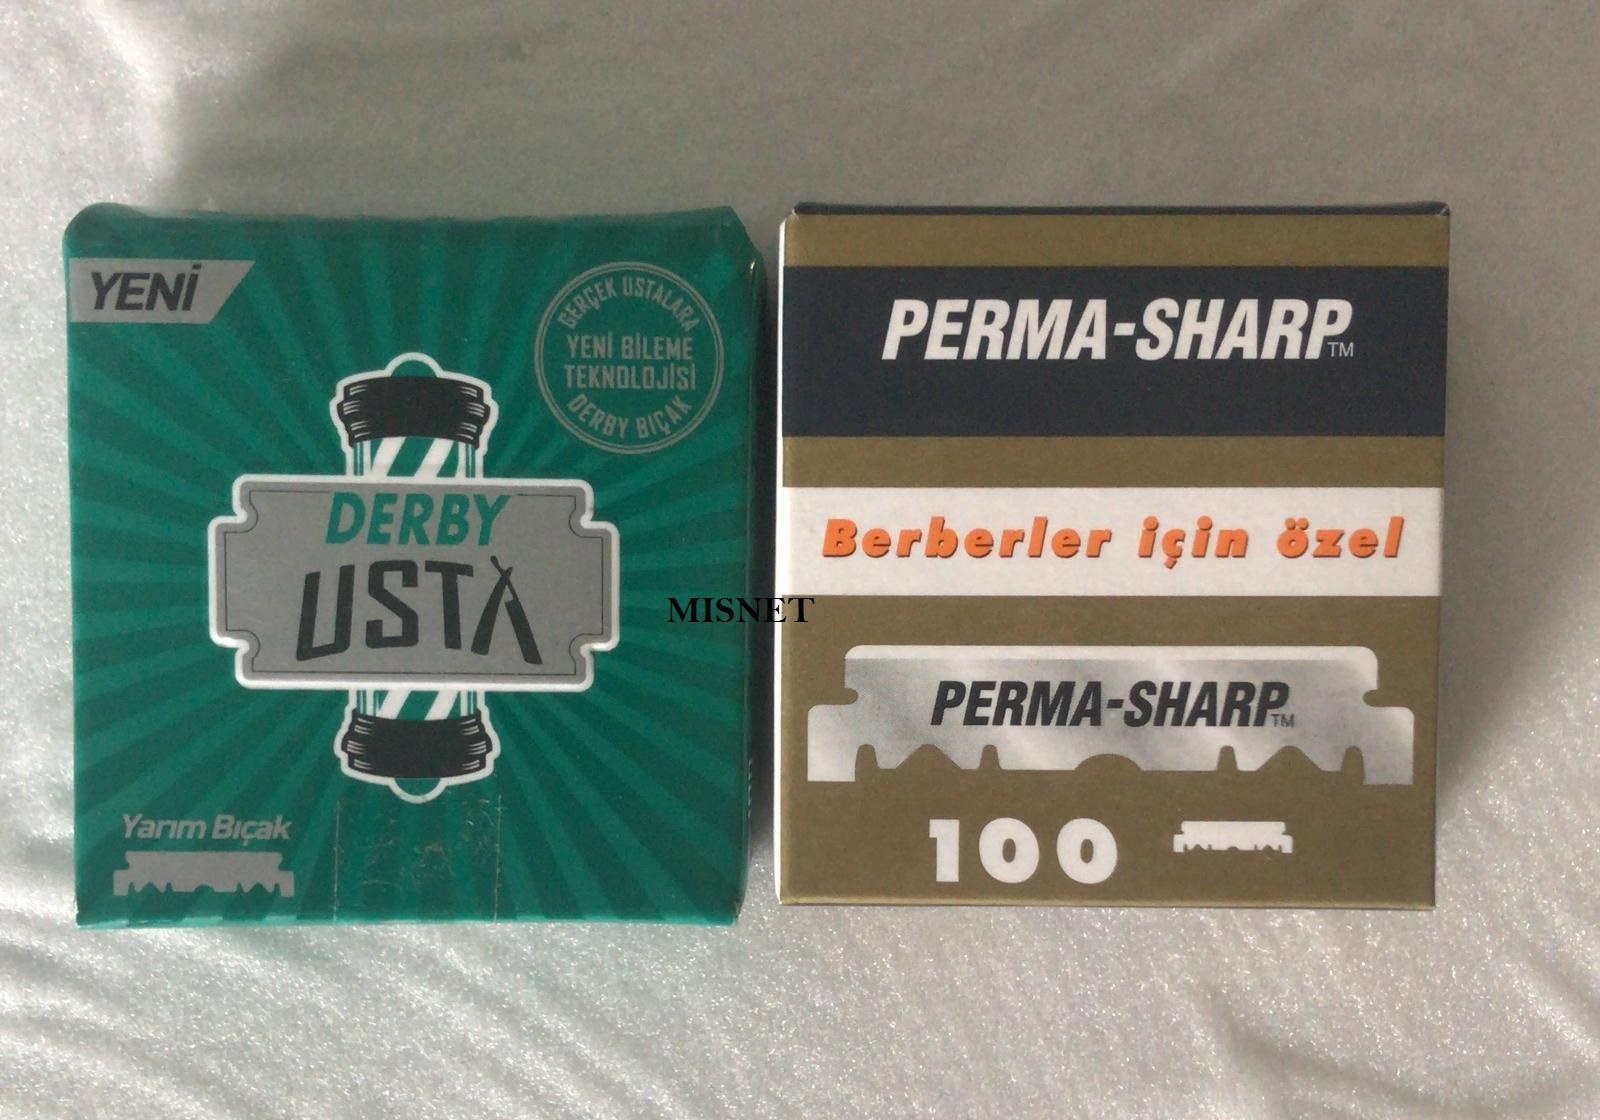 YENİ
GERÇEK USTALARA
YENİ BİLEME
TEKNOLOJİSİ
DERBY BIÇAK
DERBY
USTA
Yarım Bıçak
MISNET
PERMA-SHARP™
Berberler için özel
PERMA-SHARP™
100